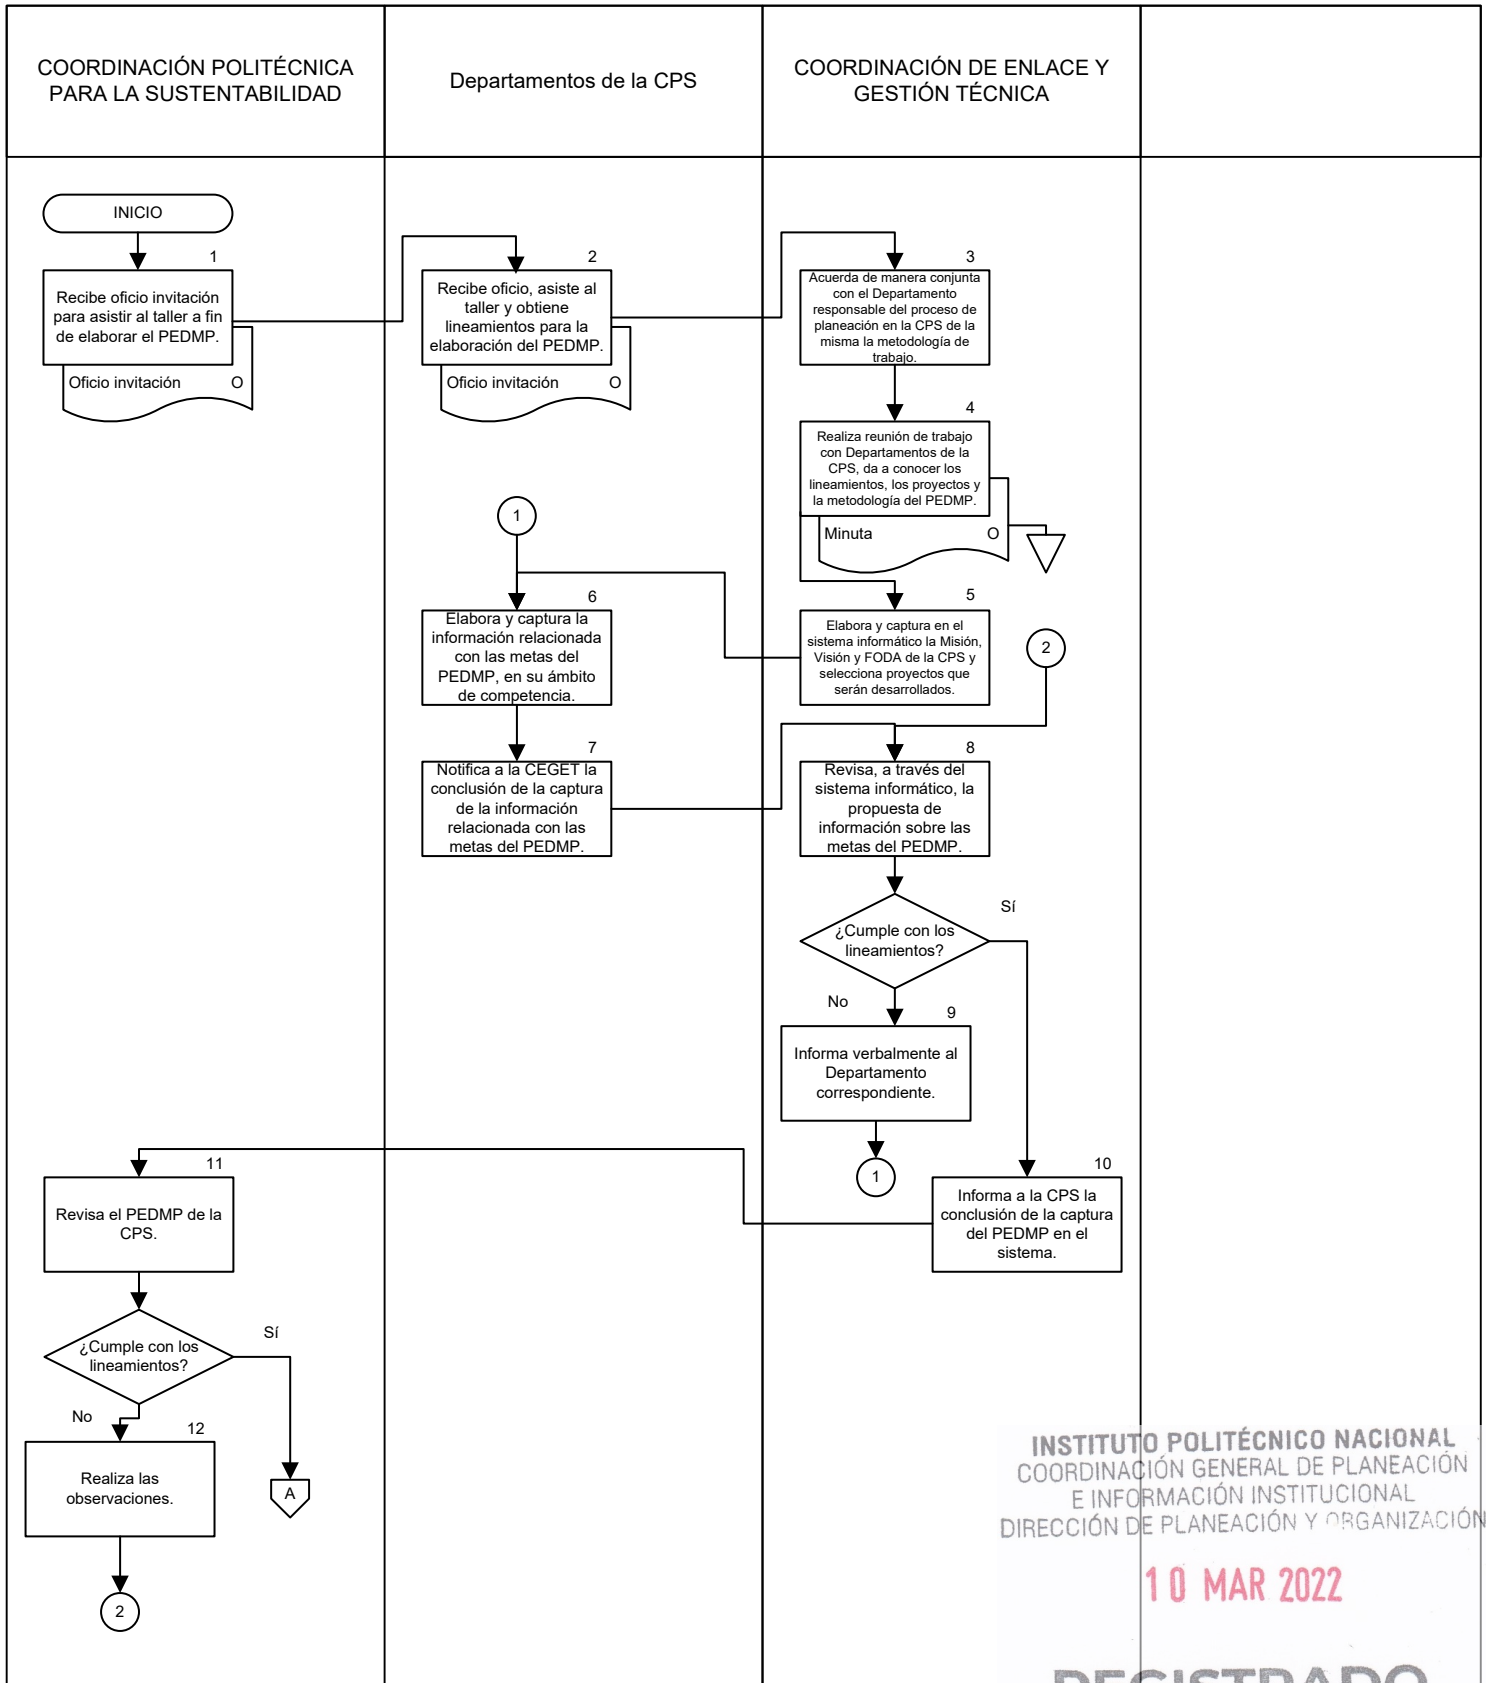 COORDINACIÓN POLITÉCNICA
PARA LA SUSTENTABILIDAD
Departamentos de la CPS
COORDINACIÓN DE ENLACE Y
GESTIÓN TÉCNICA
INICIO
1
Recibe oficio invitación
para asistir al taller a fin
de elaborar el PEDMP.
Oficio invitación O
2
Recibe oficio, asiste al
taller y obtiene
lineamientos para la
elaboración del PEDMP.
Oficio invitación O
3
Acuerda de manera conjunta
con el Departamento
responsable del proceso de
planeación en la CPS de la
misma la metodología de
trabajo.
4
Realiza reunión de trabajo
con Departamentos de la
CPS, da a conocer los
lineamientos, los proyectos y
la metodología del PEDMP.
Minuta O
5
Elabora y captura en el
sistema informático la Misión,
Visión y FODA de la CPS y
selecciona proyectos que
serán desarrollados.
1
6
Elabora y captura la
información relacionada
con las metas del
PEDMP, en su ámbito
de competencia.
7
Notifica a la CEGET la
conclusión de la captura
de la información
relacionada con las
metas del PEDMP.
2
8
Revisa, a través del
sistema informático, la
propuesta de
información sobre las
metas del PEDMP.
¿Cumple con los
lineamientos?
Sí
No
9
Informa verbalmente al
Departamento
correspondiente.
1
10
Informa a la CPS la
conclusión de la captura
del PEDMP en el
sistema.
11
Revisa el PEDMP de la
CPS.
¿Cumple con los
lineamientos?
Sí
No
12
Realiza las
observaciones.
A
2
INSTITUTO POLITÉCNICO NACIONAL
COORDINACIÓN GENERAL DE PLANEACIÓN
E INFORMACIÓN INSTITUCIONAL
DIRECCIÓN DE PLANEACIÓN Y ORGANIZACIÓN
10 MAR 2022
REGISTRADO